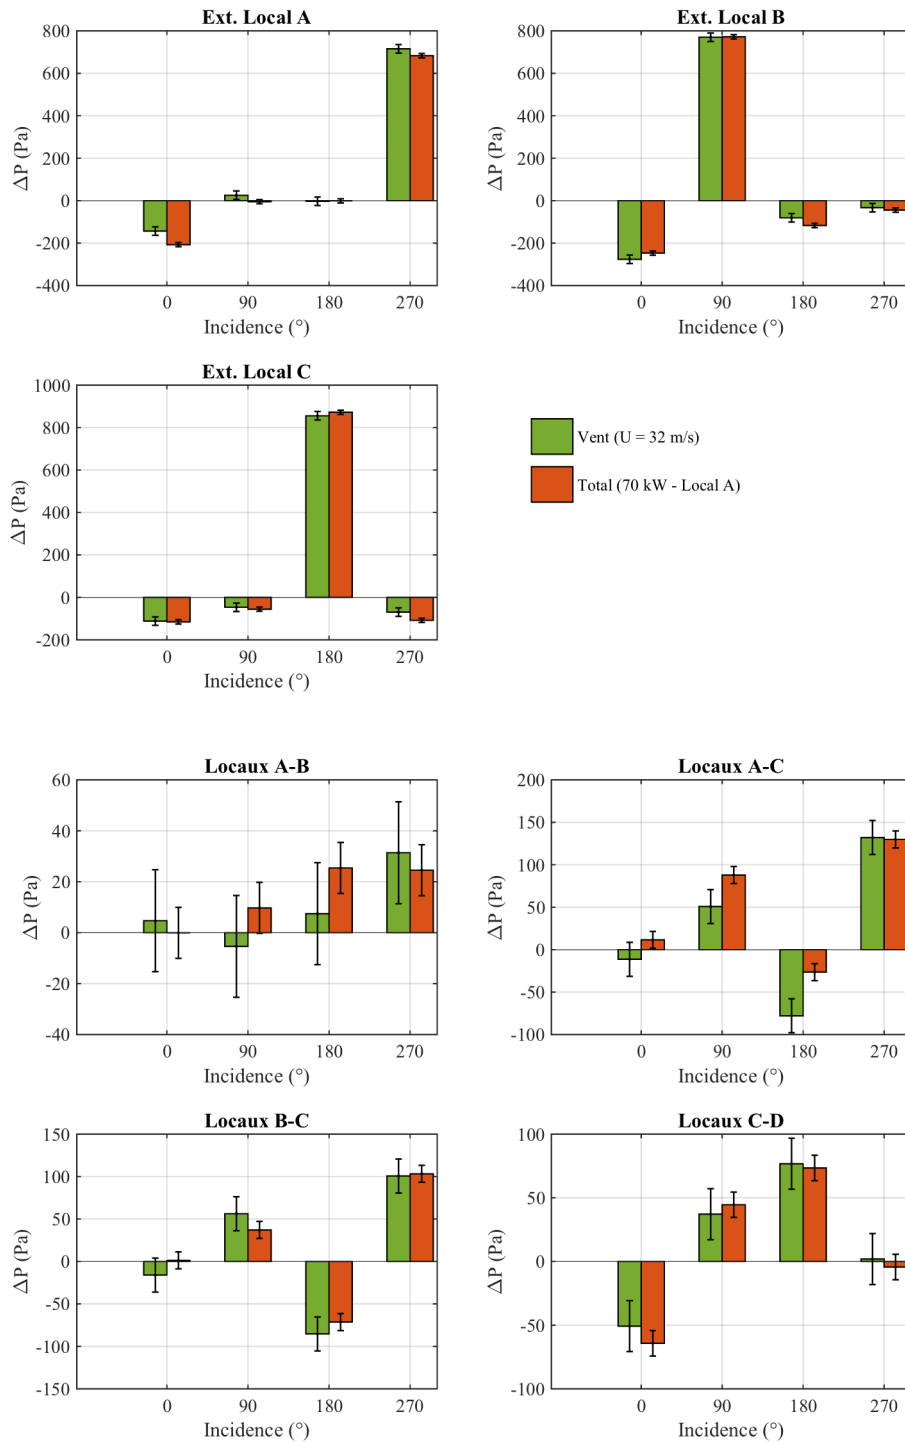 Ext. Local A
800
600
400
200
0
-200
-400
ΔP (Pa)
0 90 180 270
Incidence (°)
Ext. Local B
800
600
400
200
0
-200
-400
ΔP (Pa)
0 90 180 270
Incidence (°)
Ext. Local C
1000
800
600
400
200
0
-200
ΔP (Pa)
0 90 180 270
Incidence (°)
Vent (U = 32 m/s)
Total (70 kW - Local A)
Locaux A-B
60
40
20
0
-20
-40
ΔP (Pa)
0 90 180 270
Incidence (°)
Locaux A-C
200
150
100
50
0
-50
-100
ΔP (Pa)
0 90 180 270
Incidence (°)
Locaux B-C
150
100
50
0
-50
-100
-150
ΔP (Pa)
0 90 180 270
Incidence (°)
Locaux C-D
100
50
0
-50
-100
ΔP (Pa)
0 90 180 270
Incidence (°)